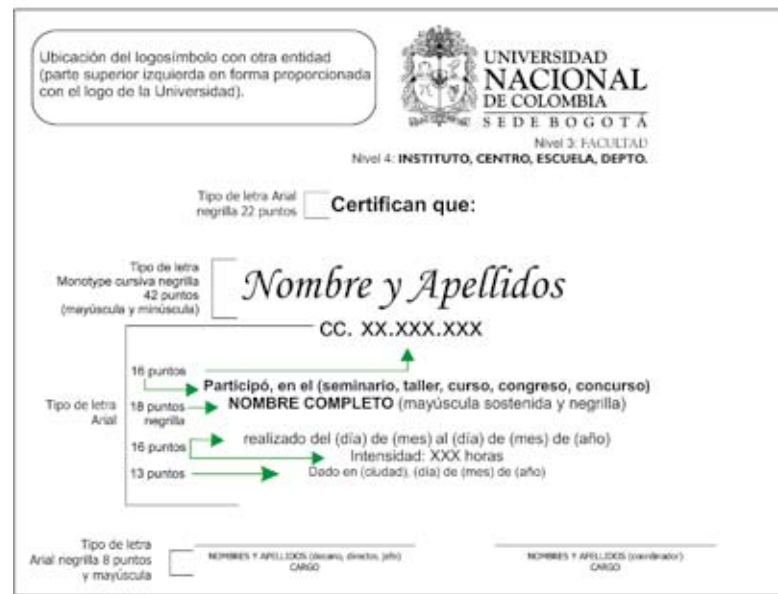 Ubicación del logosímbolo con otra entidad
(parte superior izquierda en forma proporcionada
con el logo de la Universidad).
UNIVERSIDAD
NACIONAL
DE COLOMBIA
SEDE BOGOTÁ
Nivel 3: FACULTAD
Nivel 4: INSTITUTO, CENTRO, ESCUELA, DEPTO.
Tipo de letra Arial
negrilla 22 puntos
Certifican que:
Tipo de letra
Monotype cursiva negrilla
42 puntos
(mayúscula y minúscula)
Nombre y Apellidos
CC. XX.XXX.XXX
Tipo de letra
Arial
16 puntos
Participó, en el (seminario, taller, curso, congreso, concurso)
18 puntos
negrilla
NOMBRE COMPLETO (mayúscula sostenida y negrilla)
16 puntos
realizado del (día) de (mes) al (día) de (mes) de (año)
Intensidad: XXX horas
13 puntos
Dado en (ciudad), (día) de (mes) de (año)
Tipo de letra
Arial negrilla 8 puntos
y mayúscula
NOMBRES Y APELLIDOS (decano, director, jefe)
CARGO
NOMBRES Y APELLIDOS (coordinador)
CARGO